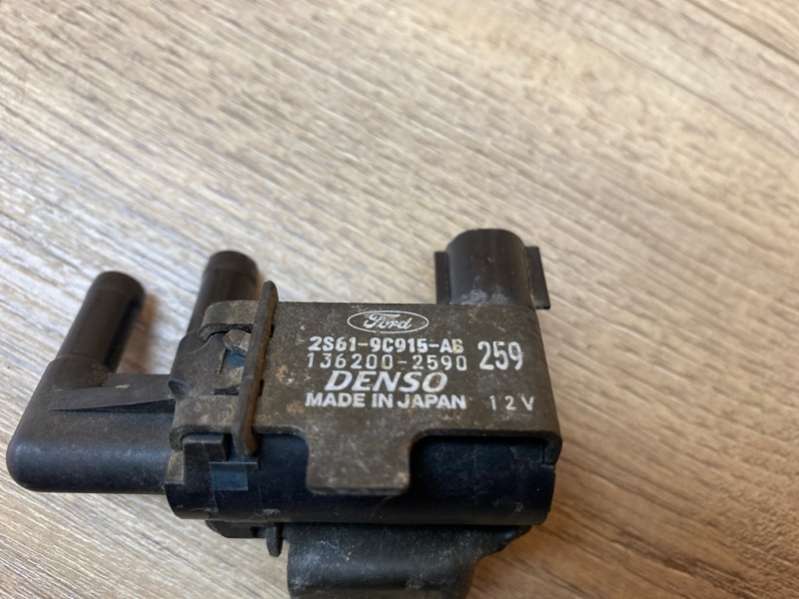 Ford
2S61-9C915-AB
136200-2590 259
DENSO
MADE IN JAPAN 12V